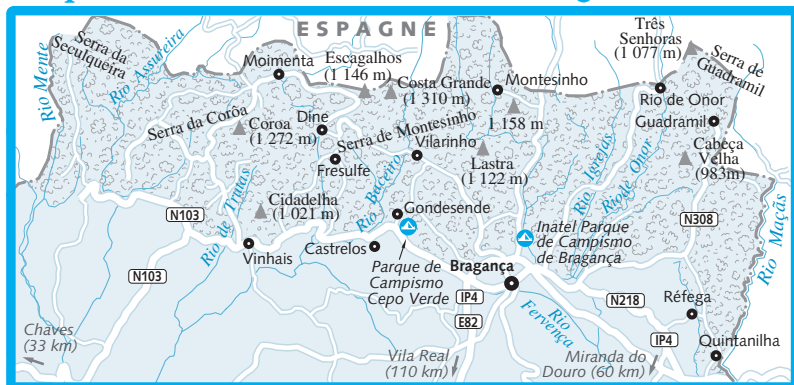 ESPAGNE
Três
Senhoras
(1 077 m)
Serra de
Guadramil
Serra da
Seculqueira
Rio Mente
Rio Assureira
Moimenta
Escagalhos
(1 146 m)
Costa Grande
(1 310 m)
Montesinho
1 158 m
Rio de Onor
Guadramil
Serra da Corôa
Coroa
(1 272 m)
Dine
Serra de Montesinho
Vilarinho
Lastra
(1 122 m)
Cabeça
Velha
(983m)
Fresulfe
Rio Baceiro
Rio Igrejas
Rio de Onor
Cidadelha
(1 021 m)
Gondesende
N103
Rio de Trutas
Inatel Parque
de Campismo
de Bragança
N308
Rio Maçãs
Vinhais
Castrelos
Parque de
Campismo
Cepo Verde
Bragança
N103
IP4
E82
Rio
Fervença
N218
Réfega
IP4
Quintanilha
Chaves
(33 km)
Vila Real
(110 km)
Miranda do
Douro (60 km)